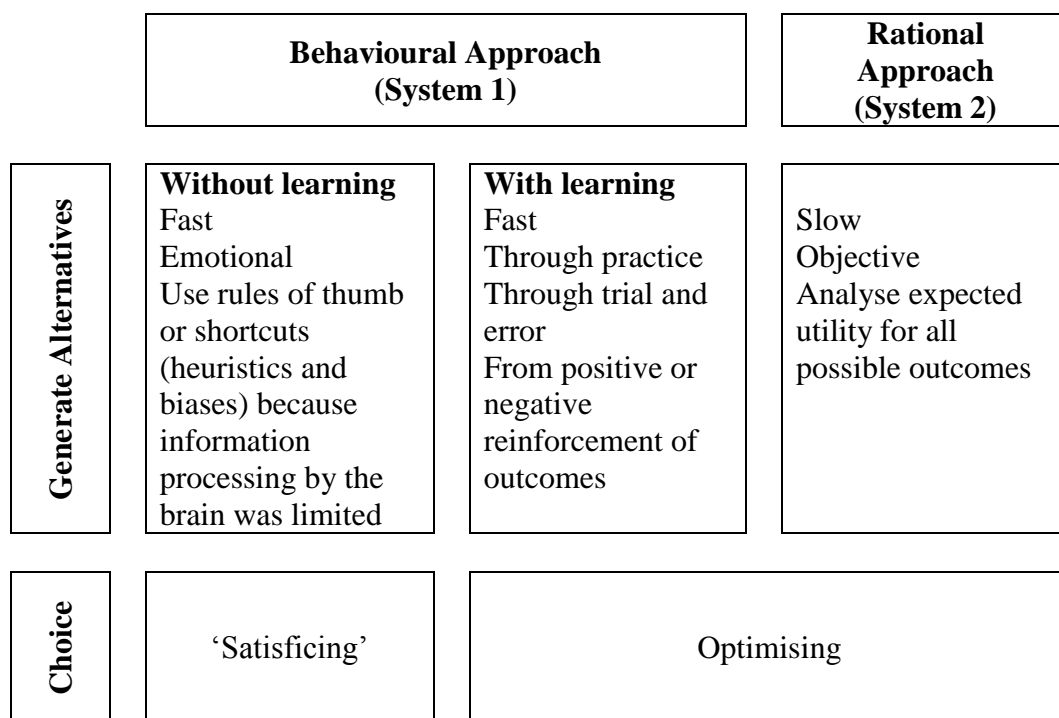 Behavioural Approach
(System 1)
Rational
Approach
(System 2)
Generate Alternatives
Without learning
Fast
Emotional
Use rules of thumb
or shortcuts
(heuristics and
biases) because
information
processing by the
brain was limited
With learning
Fast
Through practice
Through trial and
error
From positive or
negative
reinforcement of
outcomes
Slow
Objective
Analyse expected
utility for all
possible outcomes
Choice
‘Satisficing’
Optimising